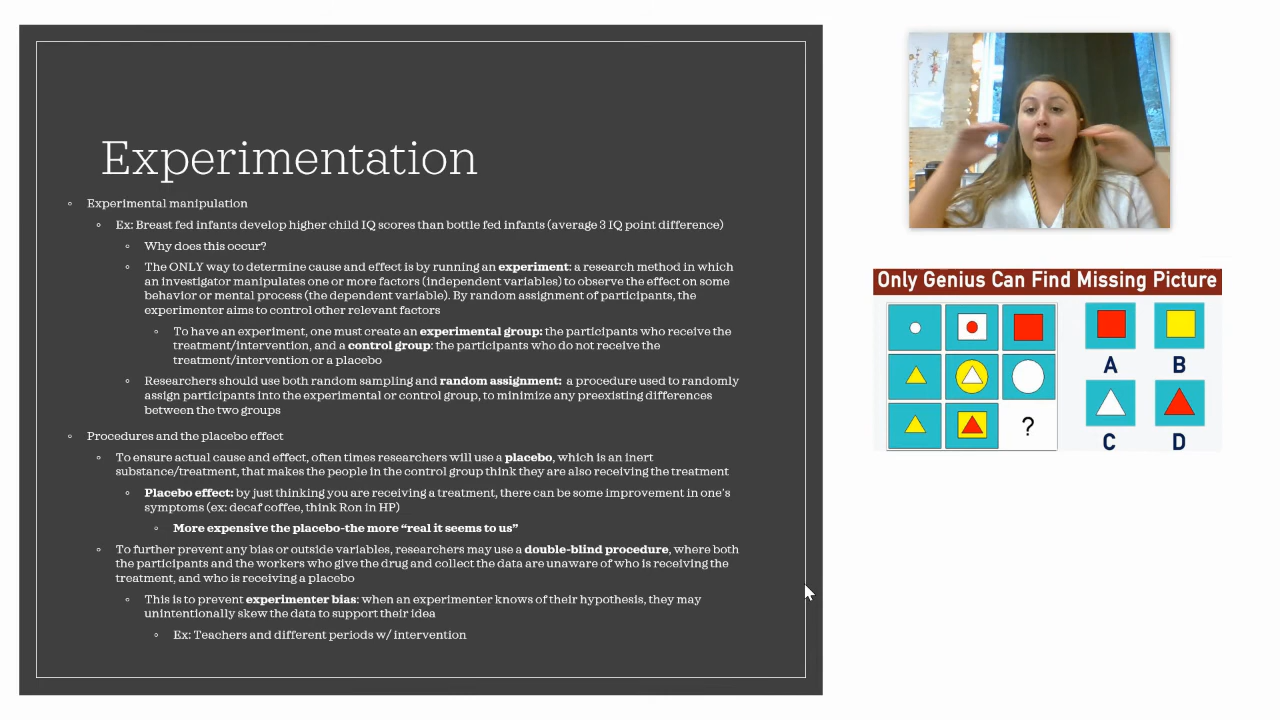 Experimentation
Experimental manipulation
Ex: Breast fed infants develop higher child IQ scores than bottle fed infants (average 3 IQ point difference)
Why does this occur?
The ONLY way to determine cause and effect is by running an experiment: a research method in which
an investigator manipulates one or more factors (independent variables) to observe the effect on some
behavior or mental process (the dependent variable). By random assignment of participants, the
experimenter aims to control other relevant factors
To have an experiment, one must create an experimental group: the participants who receive the
treatment/intervention, and a control group: the participants who do not receive the
treatment/intervention or a placebo
Researchers should use both random sampling and random assignment: a procedure used to randomly
assign participants into the experimental or control group, to minimize any preexisting differences
between the two groups
Procedures and the placebo effect
To ensure actual cause and effect, often times researchers will use a placebo, which is an inert
substance/treatment, that makes the people in the control group think they are also receiving the treatment
Placebo effect: by just thinking you are receiving a treatment, there can be some improvement in one's
symptoms (ex: decaf coffee, think Ron in HP)
More expensive the placebo-the more “real it seems to us”
To further prevent any bias or outside variables, researchers may use a double-blind procedure, where both
the participants and the workers who give the drug and collect the data are unaware of who is receiving the
treatment, and who is receiving a placebo
This is to prevent experimenter bias: when an experimenter knows of their hypothesis, they may
unintentionally skew the data to support their idea
Ex: Teachers and different periods w/ intervention
Only Genius Can Find Missing Picture
A B
?
C D